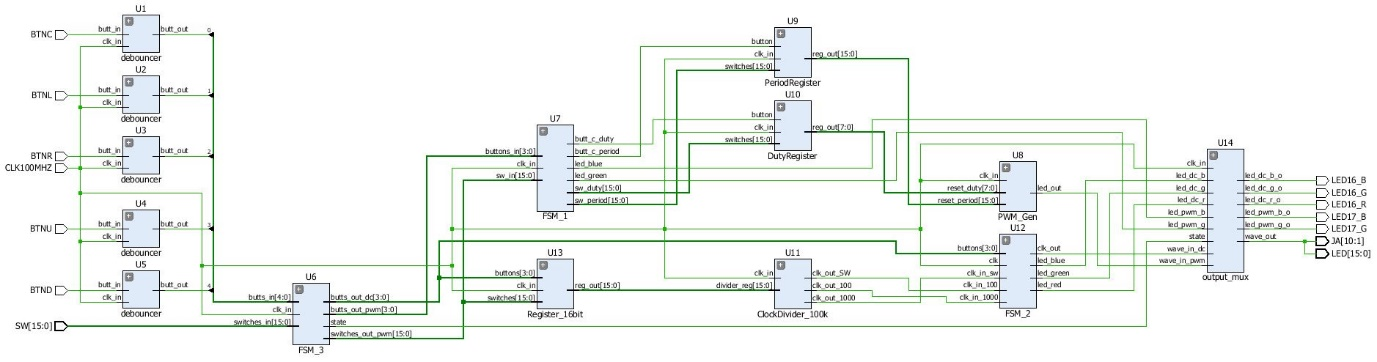 U1
BTNC
butt_in
butt_out
0
clk_in
debouncer
U2
BTNL
butt_in
butt_out
1
clk_in
debouncer
U3
BTNR
butt_in
butt_out
2
CLK100MHZ
clk_in
debouncer
U4
BTNU
butt_in
butt_out
3
clk_in
debouncer
U5
BTND
butt_in
butt_out
4
clk_in
debouncer
SW[15:0]
U6
butts_in[4:0]
clk_in
switches_in[15:0]
butts_out_dc[3:0]
butts_out_pwm[3:0]
state
switches_out_pwm[15:0]
FSM_3
U7
buttons_in[3:0]
clk_in
sw_in[15:0]
butt_c_duty
butt_c_period
led_blue
led_green
sw_duty[15:0]
sw_period[15:0]
FSM_1
U13
buttons[3:0]
clk_in
switches[15:0]
reg_out[15:0]
Register_16bit
U9
button
clk_in
switches[15:0]
reg_out[15:0]
PeriodRegister
U10
button
clk_in
switches[15:0]
reg_out[7:0]
DutyRegister
U11
clk_in
divider_reg[15:0]
clk_out_SW
clk_out_100
clk_out_1000
ClockDivider_100k
U8
clk_in
reset_duty[7:0]
reset_period[15:0]
led_out
PWM_Gen
U12
buttons[3:0]
clk
clk_in_sw
clk_in_100
clk_in_1000
clk_out
led_blue
led_green
led_red
FSM_2
U14
clk_in
led_dc_b
led_dc_g
led_dc_r
led_pwm_b
led_pwm_g
state
wave_in_dc
wave_in_pwm
led_dc_b_o
led_dc_g_o
led_dc_r_o
led_pwm_b_o
led_pwm_g_o
wave_out
output_mux
LED16_B
LED16_G
LED16_R
LED17_B
LED17_G
JA[10:1]
LED[15:0]